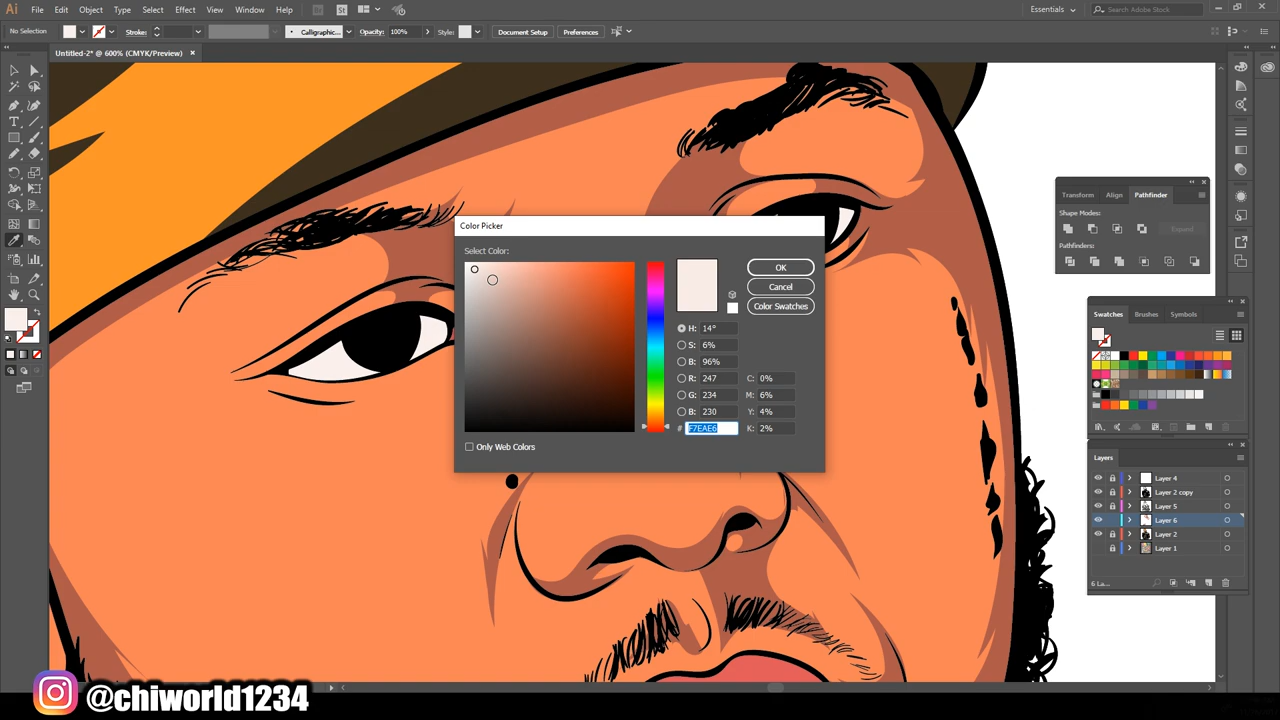 Ai File Edit Object Type Select Effect View Window Help Br St Essentials Search Adobe Stock
No Selection Stroke: Calligraphic... Opacity: 100% Style: Document Setup Preferences
Untitled-2* @ 600% (CMYK/Preview) ×
Transform Align Pathfinder
Shape Modes:
Expand
Pathfinders:
Color Picker
Select Color:
OK
Cancel
Color Swatches
H: 14°
S: 6%
B: 96%
R: 247 C: 0%
G: 234 M: 6%
B: 230 Y: 4%
# F7EAE6 K: 2%
Only Web Colors
Swatches Brushes Symbols
Layers
Layer 4
Layer 2 copy
Layer 5
Layer 6
Layer 2
Layer 1
6 La...
@chiworld1234